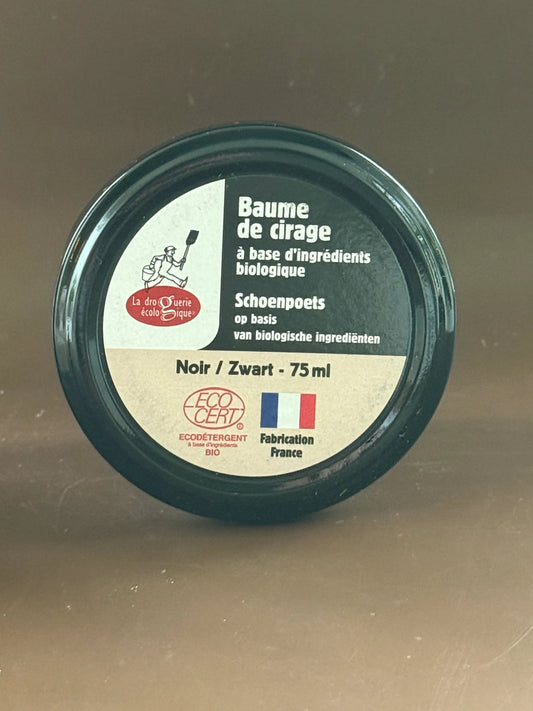 Baume
de cirage
à base d'ingrédients
biologique
Schoenpoets
op basis
van biologische ingrediënten
La droguerie
écologique®
Noir / Zwart - 75 ml
ECO
CERT
®
ECODÉTERGENT
à base d'ingrédients
BIO
Fabrication
France